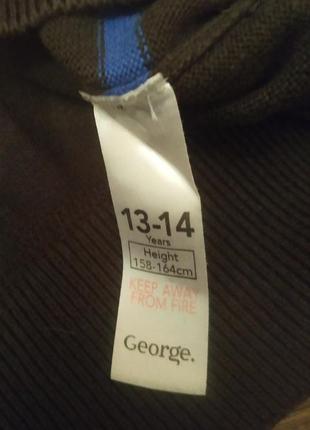 13-14
Years
Height
158-164cm
KEEP AWAY
FROM FIRE
George.